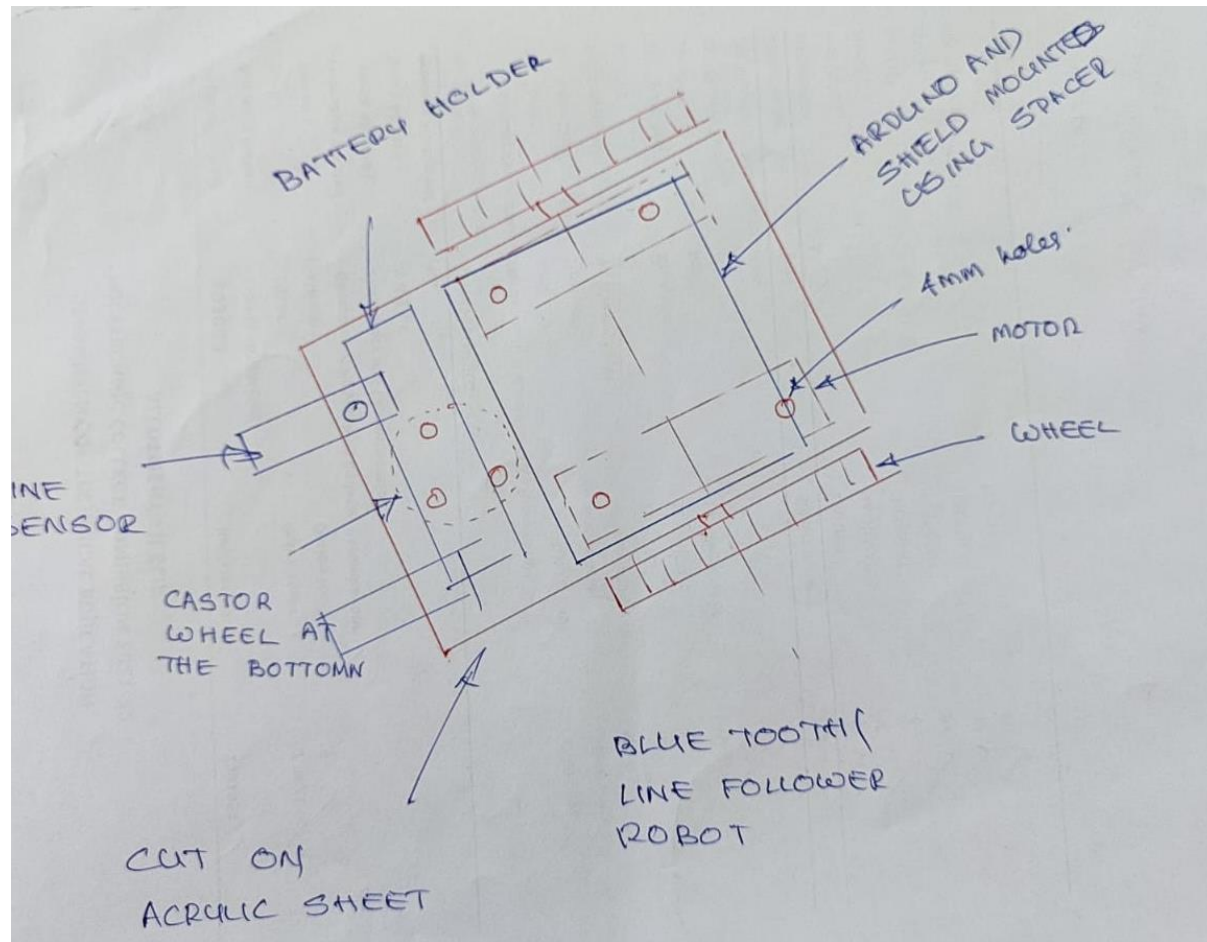 BATTERY HOLDER
ARDUINO AND
SHIELD MOUNTED
USING SPACER
4mm holes.
MOTOR
WHEEL
INE
SENSOR
CASTOR
WHEEL AT
THE BOTTOMN
BLUE TOOTH/
LINE FOLLOWER
ROBOT
CUT ON
ACRYLIC SHEET